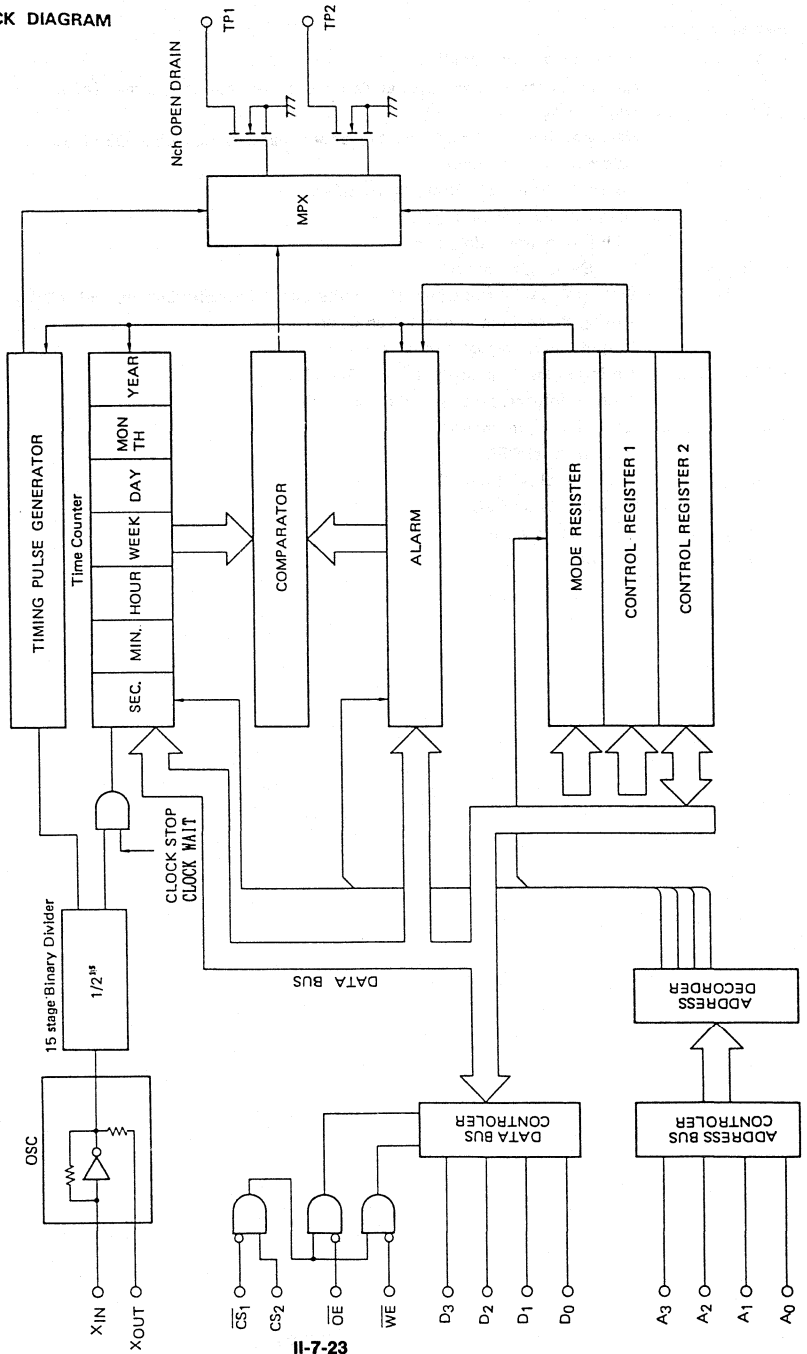 CK DIAGRAM
TP1
TP2
Nch OPEN DRAIN
MPX
TIMING PULSE GENERATOR
Time Counter
SEC.
MIN.
HOUR
WEEK
DAY
MON
TH
YEAR
COMPARATOR
ALARM
MODE RESISTER
CONTROL REGISTER 1
CONTROL REGISTER 2
CLOCK STOP
CLOCK WAIT
15 stage Binary Divider
1/2¹⁵
OSC
XIN
XOUT
DATA BUS
DATA BUS
CONTROLER
ADDRESS
DECORDER
ADDRESS BUS
CONTROLER
C̅S̅1
CS2
O̅E̅
W̅E̅
D3
D2
D1
D0
A3
A2
A1
A0
II-7-23